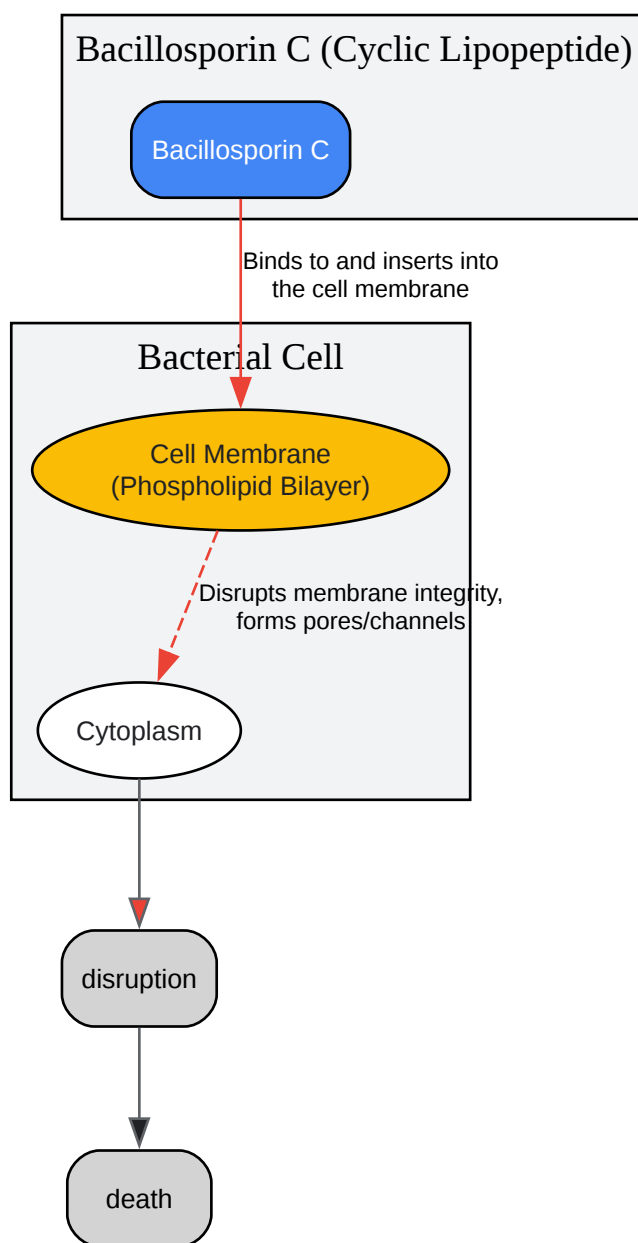 Bacillosporin C (Cyclic Lipopeptide)
Bacillosporin C
Binds to and inserts into
the cell membrane
Bacterial Cell
Cell Membrane
(Phospholipid Bilayer)
Disrupts membrane integrity,
forms pores/channels
Cytoplasm
disruption
death